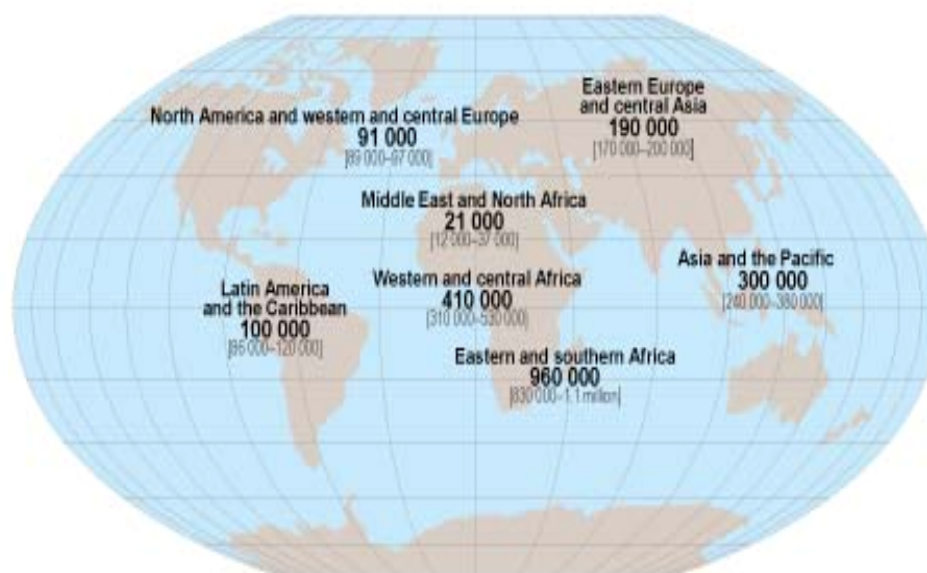 Eastern Europe
and central Asia
190 000
[170 000–200 000]
North America and western and central Europe
91 000
[89 000–97 000]
Middle East and North Africa
21 000
[12 000–37 000]
Asia and the Pacific
300 000
[240 000–380 000]
Western and central Africa
410 000
[310 000–530 000]
Latin America
and the Caribbean
100 000
[86 000–120 000]
Eastern and southern Africa
960 000
[830 000–1.1 million]